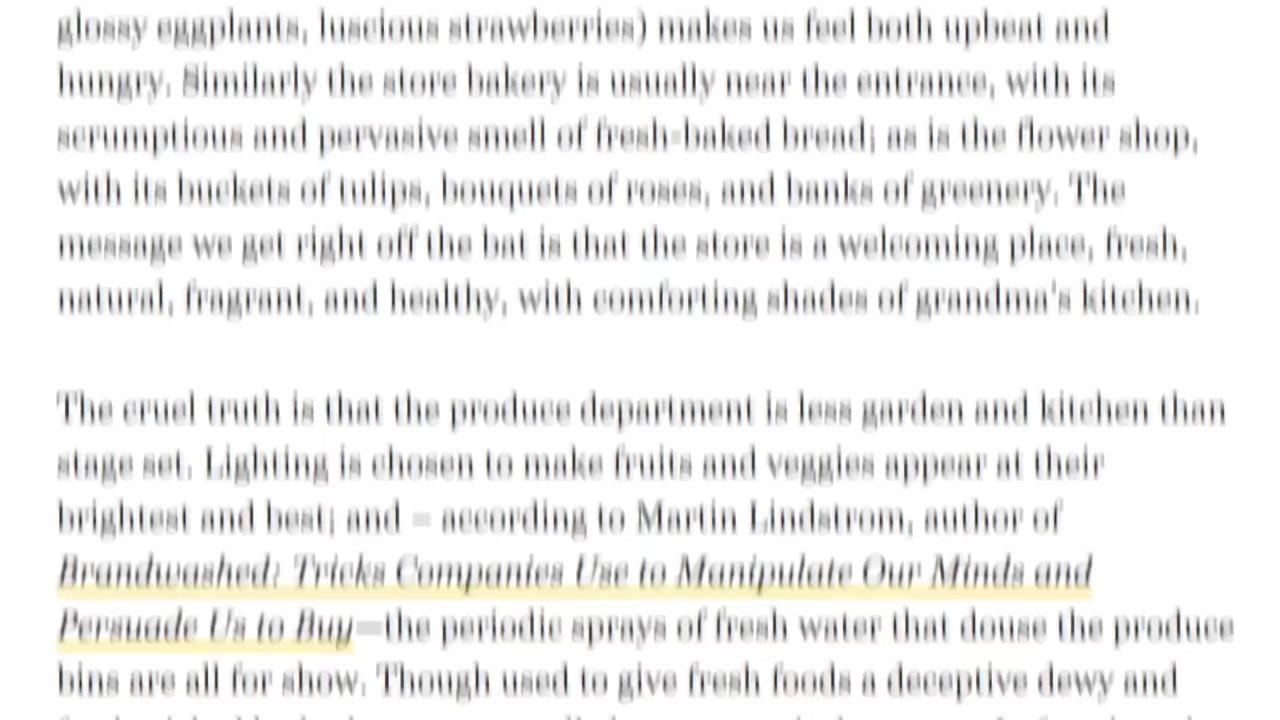 glossy eggplants, luscious strawberries) makes us feel both upbeat and
hungry. Similarly the store bakery is usually near the entrance, with its
scrumptious and pervasive smell of fresh-baked bread; as is the flower shop,
with its buckets of tulips, bouquets of roses, and banks of greenery. The
message we get right off the bat is that the store is a welcoming place, fresh,
natural, fragrant, and healthy, with comforting shades of grandma's kitchen.
The cruel truth is that the produce department is less garden and kitchen than
stage set. Lighting is chosen to make fruits and veggies appear at their
brightest and best; and – according to Martin Lindstrom, author of
Brandwashed: Tricks Companies Use to Manipulate Our Minds and
Persuade Us to Buy—the periodic sprays of fresh water that douse the produce
bins are all for show. Though used to give fresh foods a deceptive dewy and